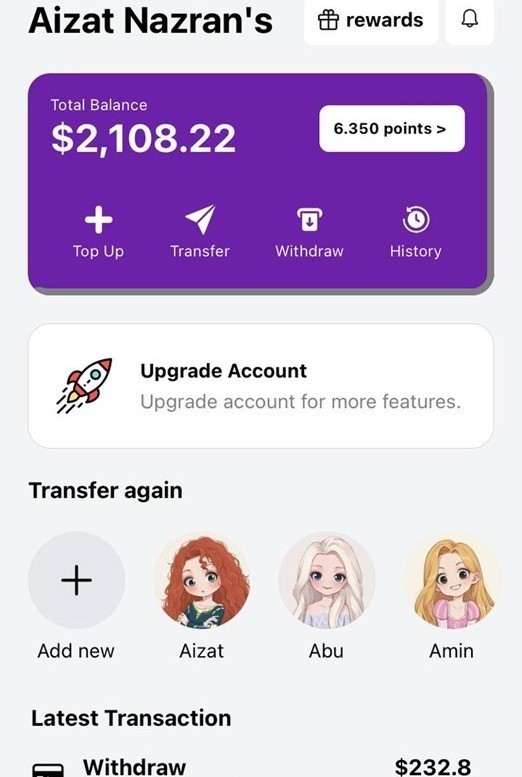 Aizat Nazran's
rewards
Total Balance
$2,108.22
6.350 points >
Top Up
Transfer
Withdraw
History
Upgrade Account
Upgrade account for more features.
Transfer again
Add new
Aizat
Abu
Amin
Latest Transaction
Withdraw
$232.8